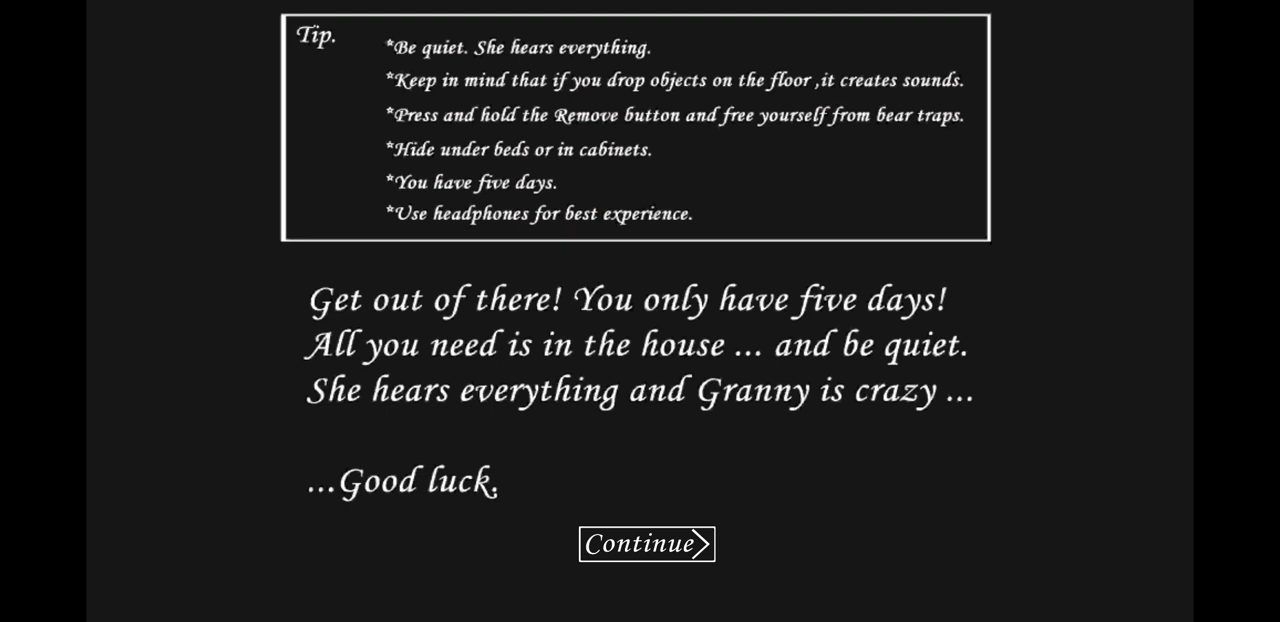 Tip.
*Be quiet. She hears everything.
*Keep in mind that if you drop objects on the floor ,it creates sounds.
*Press and hold the Remove button and free yourself from bear traps.
*Hide under beds or in cabinets.
*You have five days.
*Use headphones for best experience.
Get out of there! You only have five days!
All you need is in the house ... and be quiet.
She hears everything and Granny is crazy ...
...Good luck.
Continue>